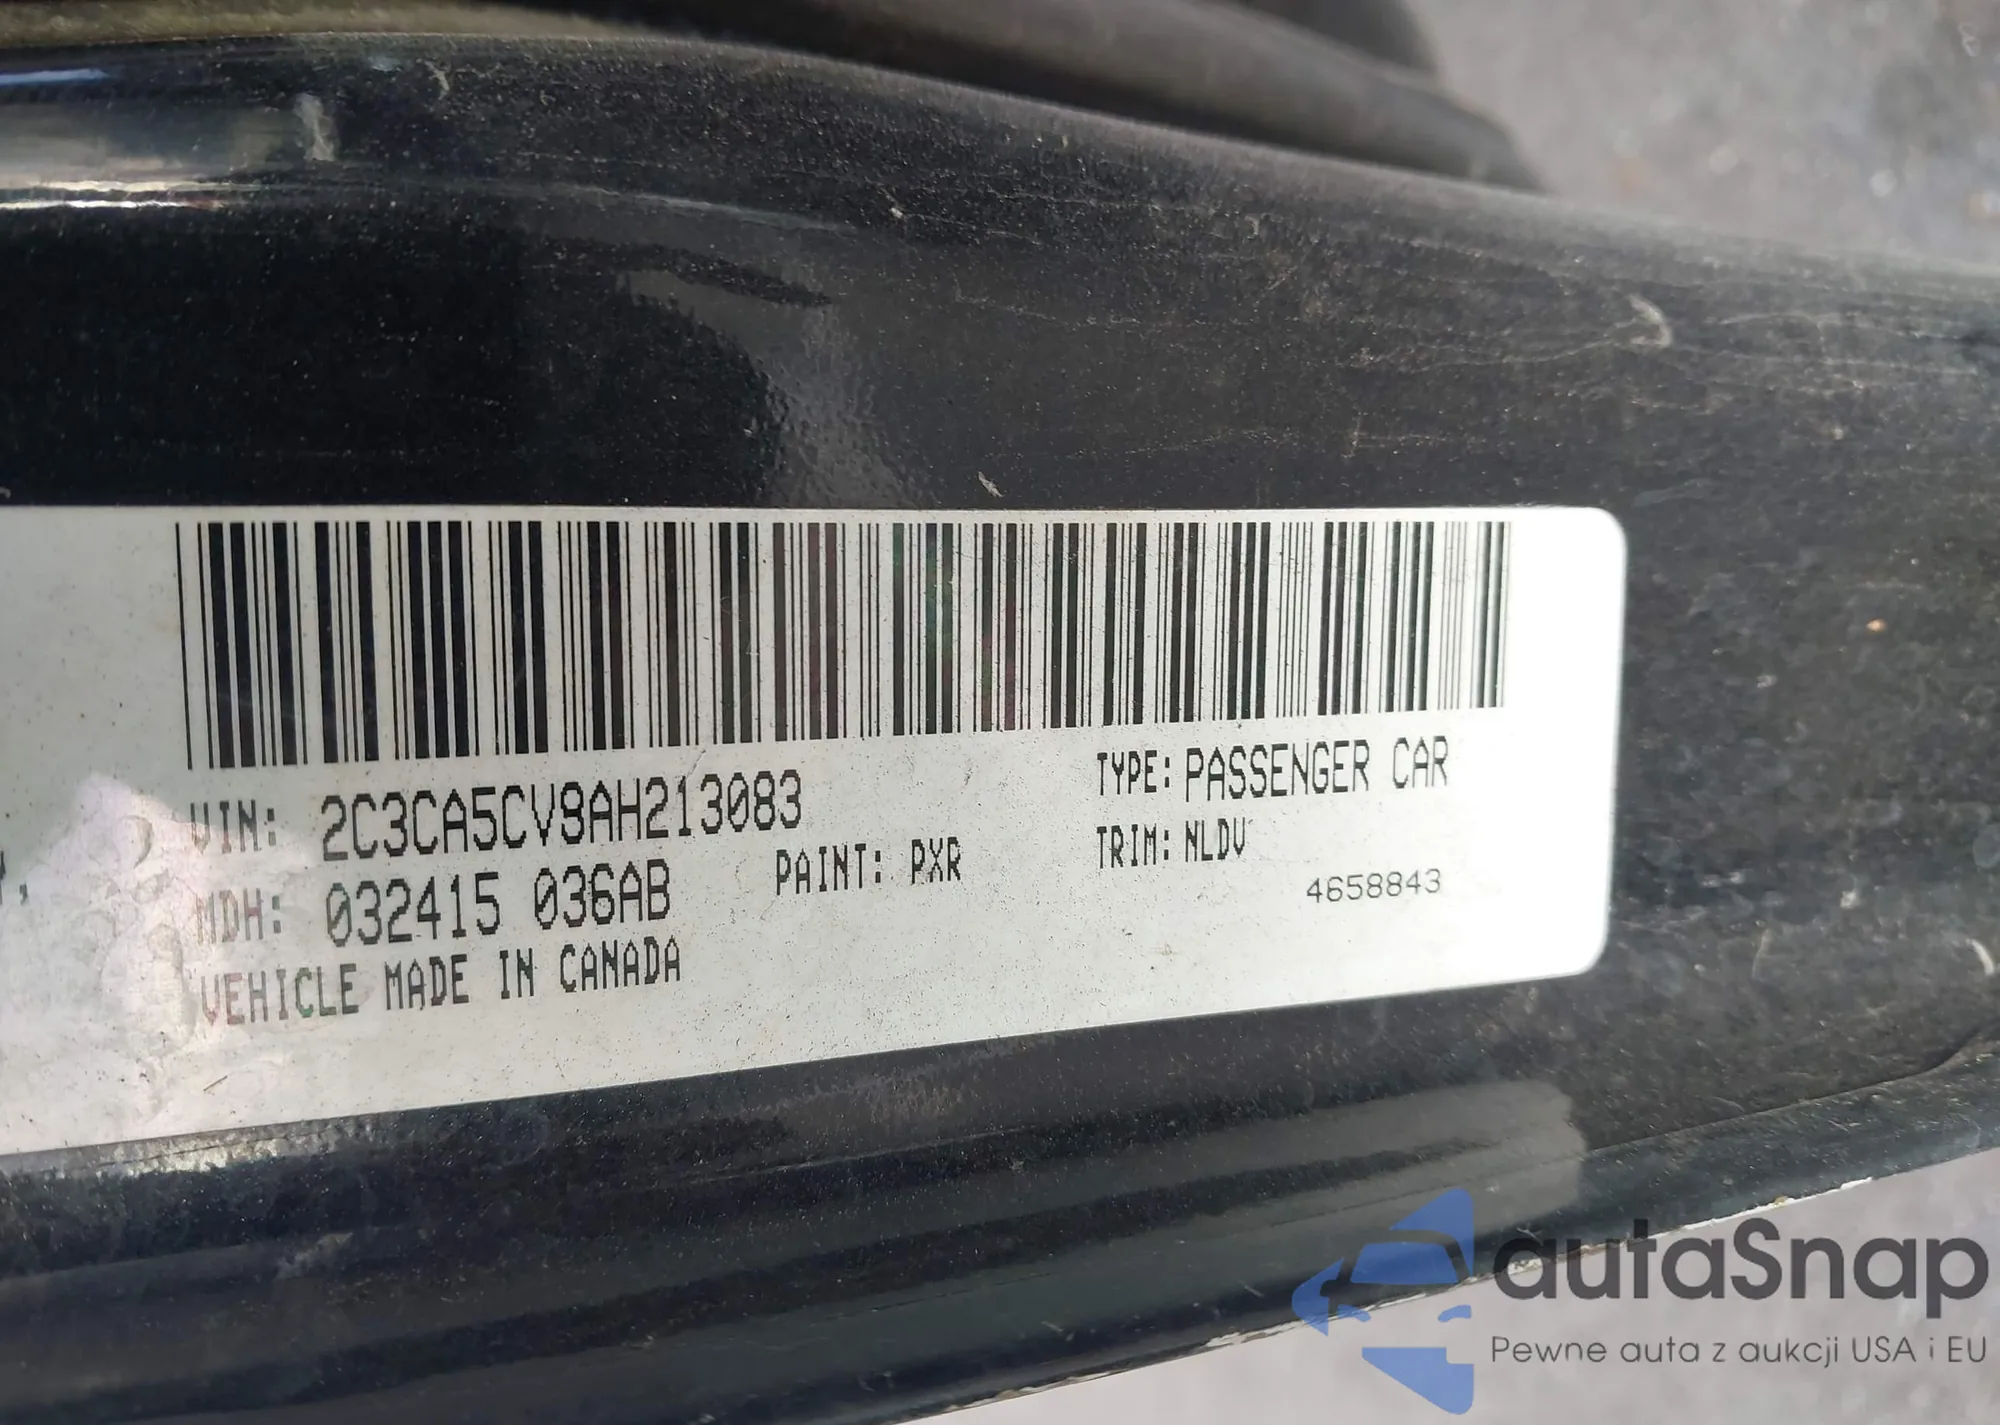 VIN: 2C3CA5CV8AH213083
TYPE: PASSENGER CAR
MDH: 032415 036AB
PAINT: PXR
TRIM: NLDV
4658843
VEHICLE MADE IN CANADA
autaSnap
Pewne auta z aukcji USA i EU